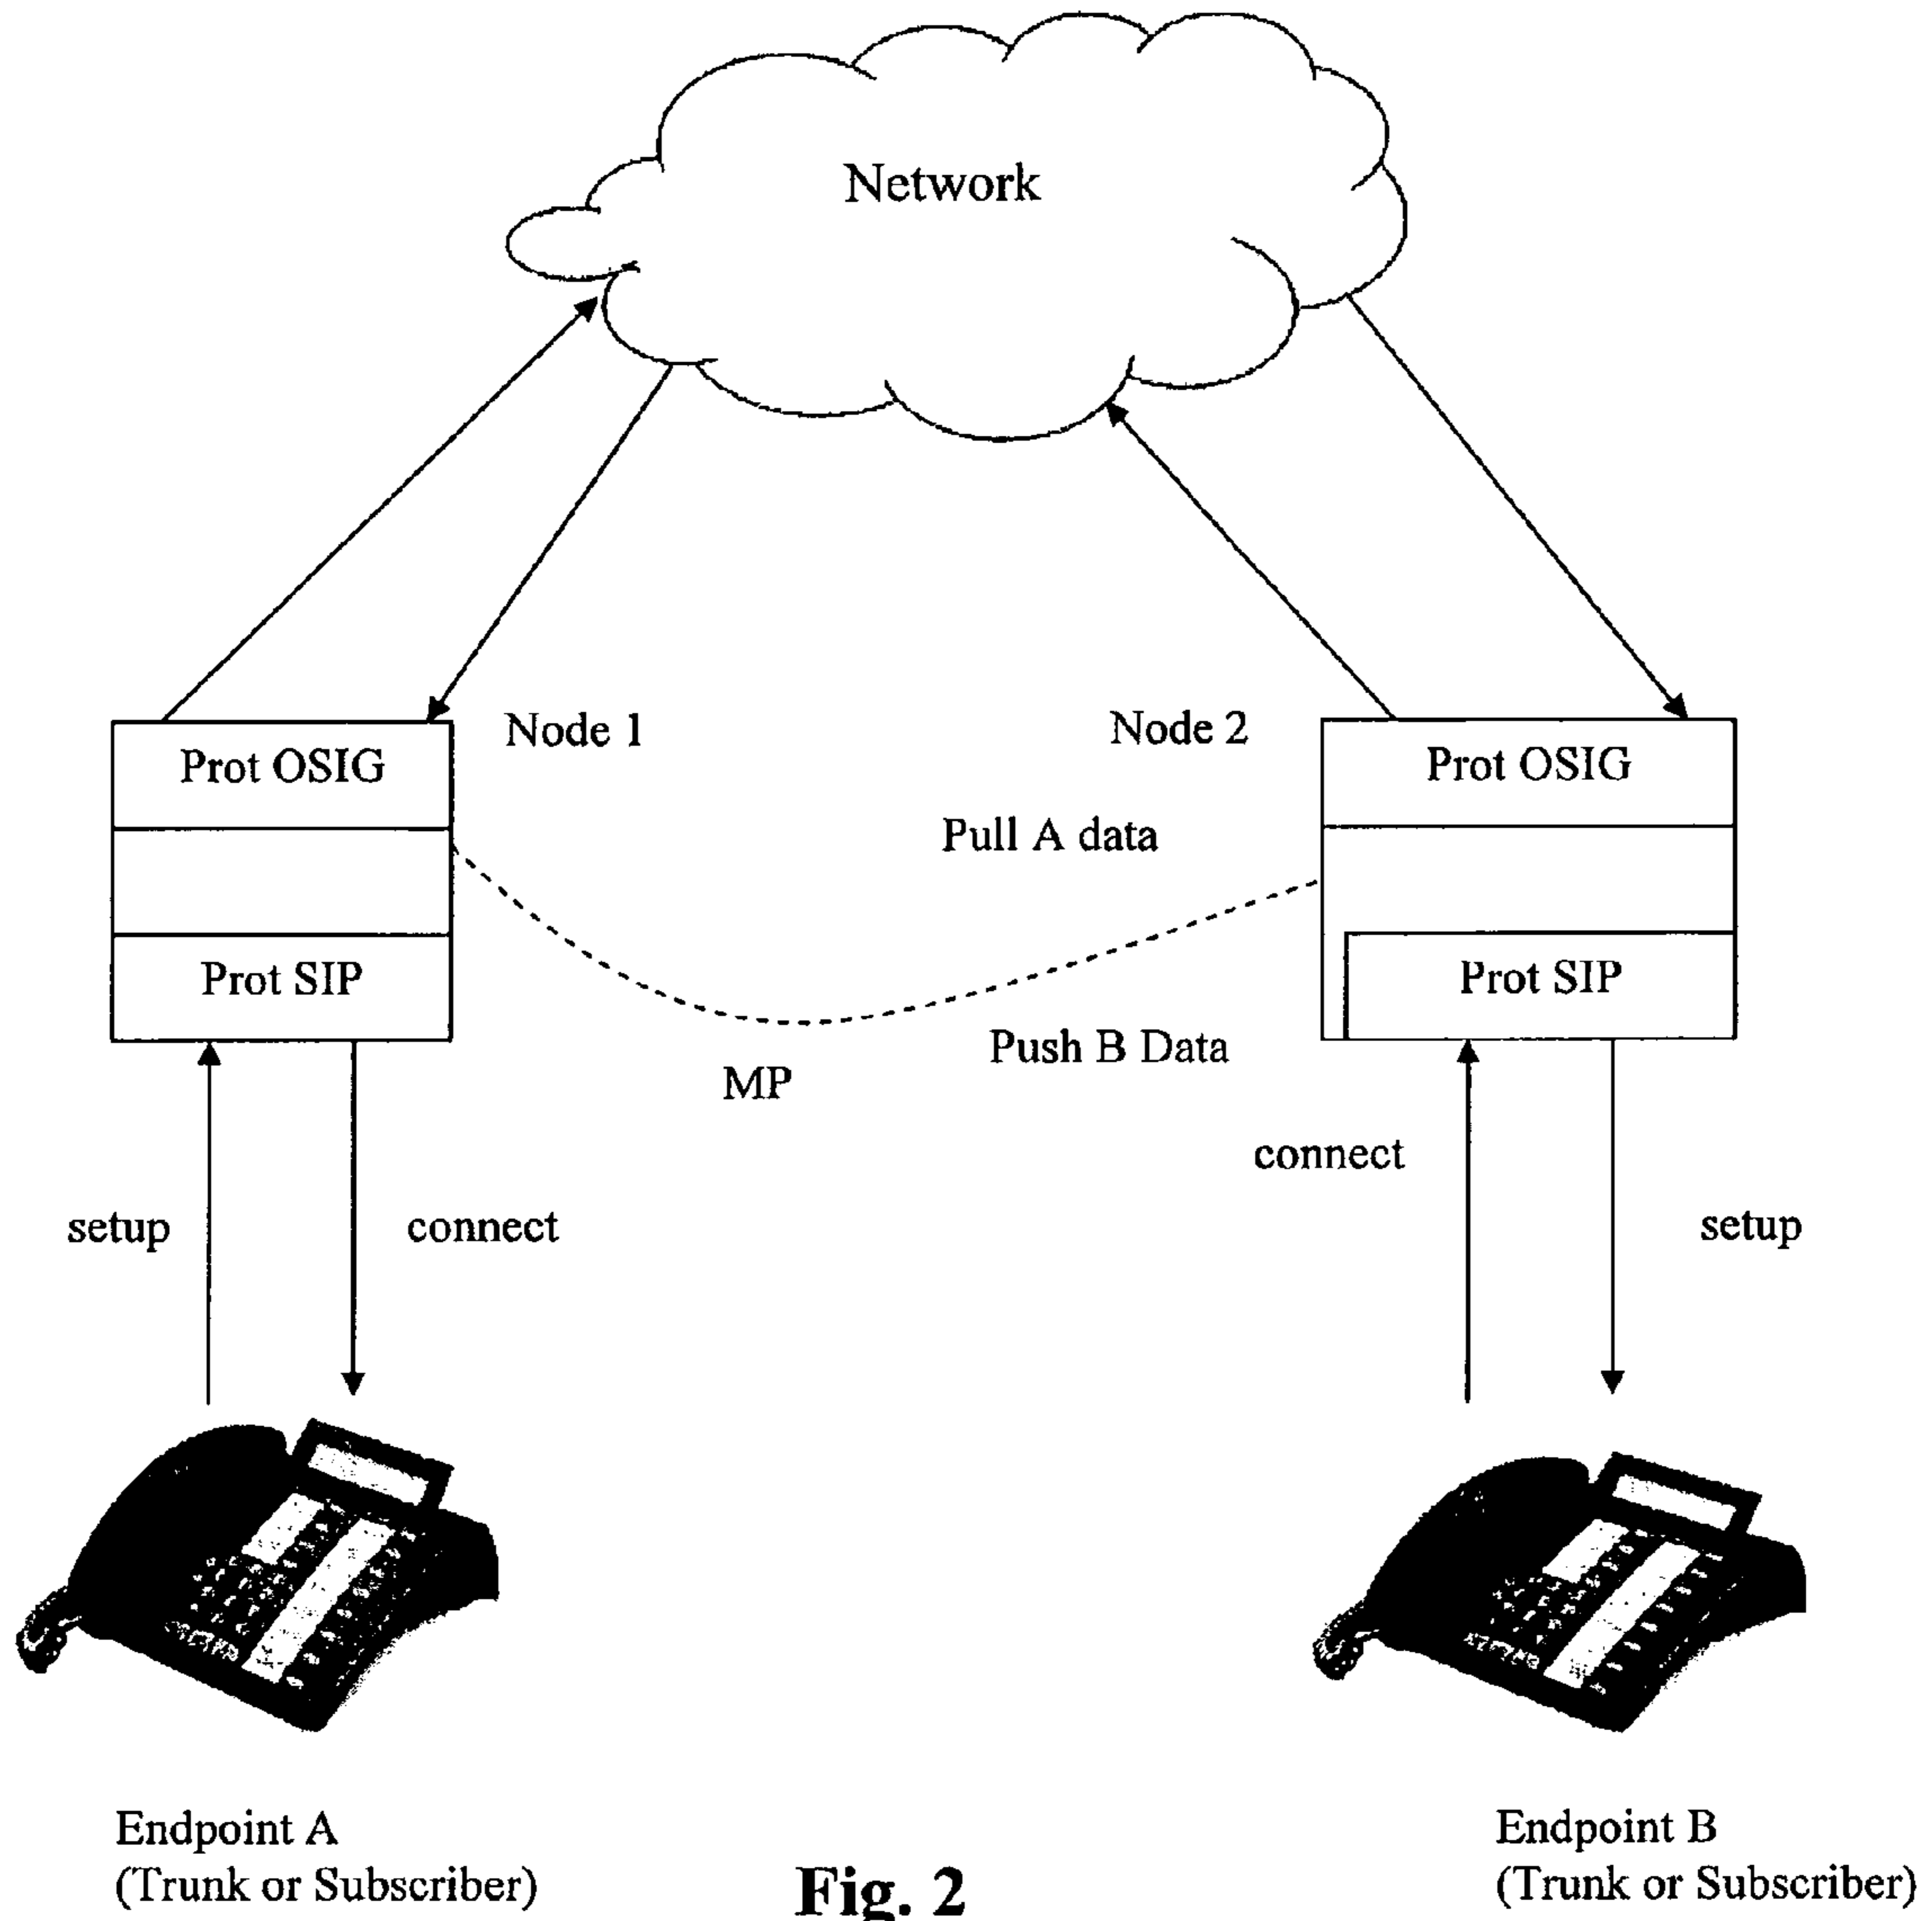 Network
Node 1
Node 2
Prot OSIG
Prot OSIG
Pull A data
Prot SIP
Prot SIP
Push B Data
MP
connect
setup
connect
setup
Endpoint A
(Trunk or Subscriber)
Endpoint B
(Trunk or Subscriber)
Fig. 2